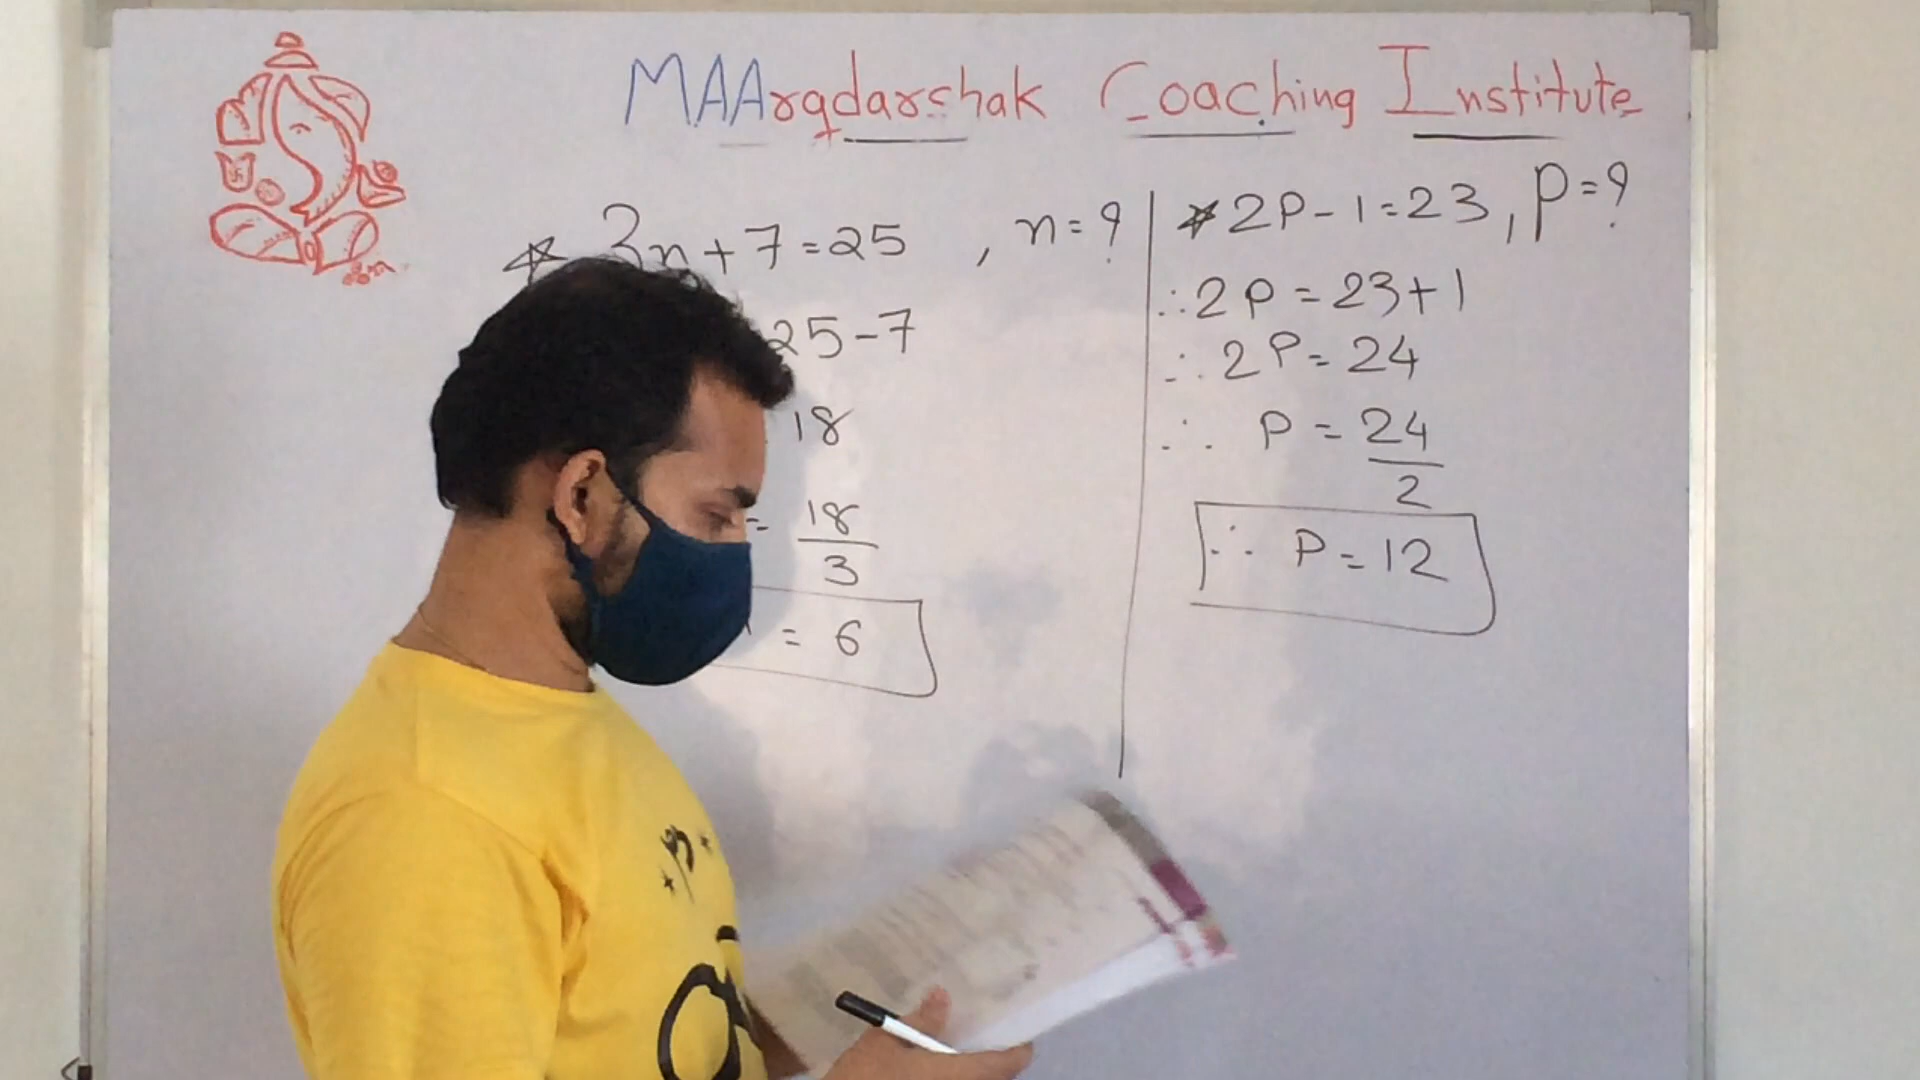 MAArgdarshak Coaching Institute
3n+7=25 , n=?
25-7
18
= 18
3
= 6
2P-1=23, P=?
∴ 2P=23+1
∴ 2P=24
∴ P=24
2
∴ P=12